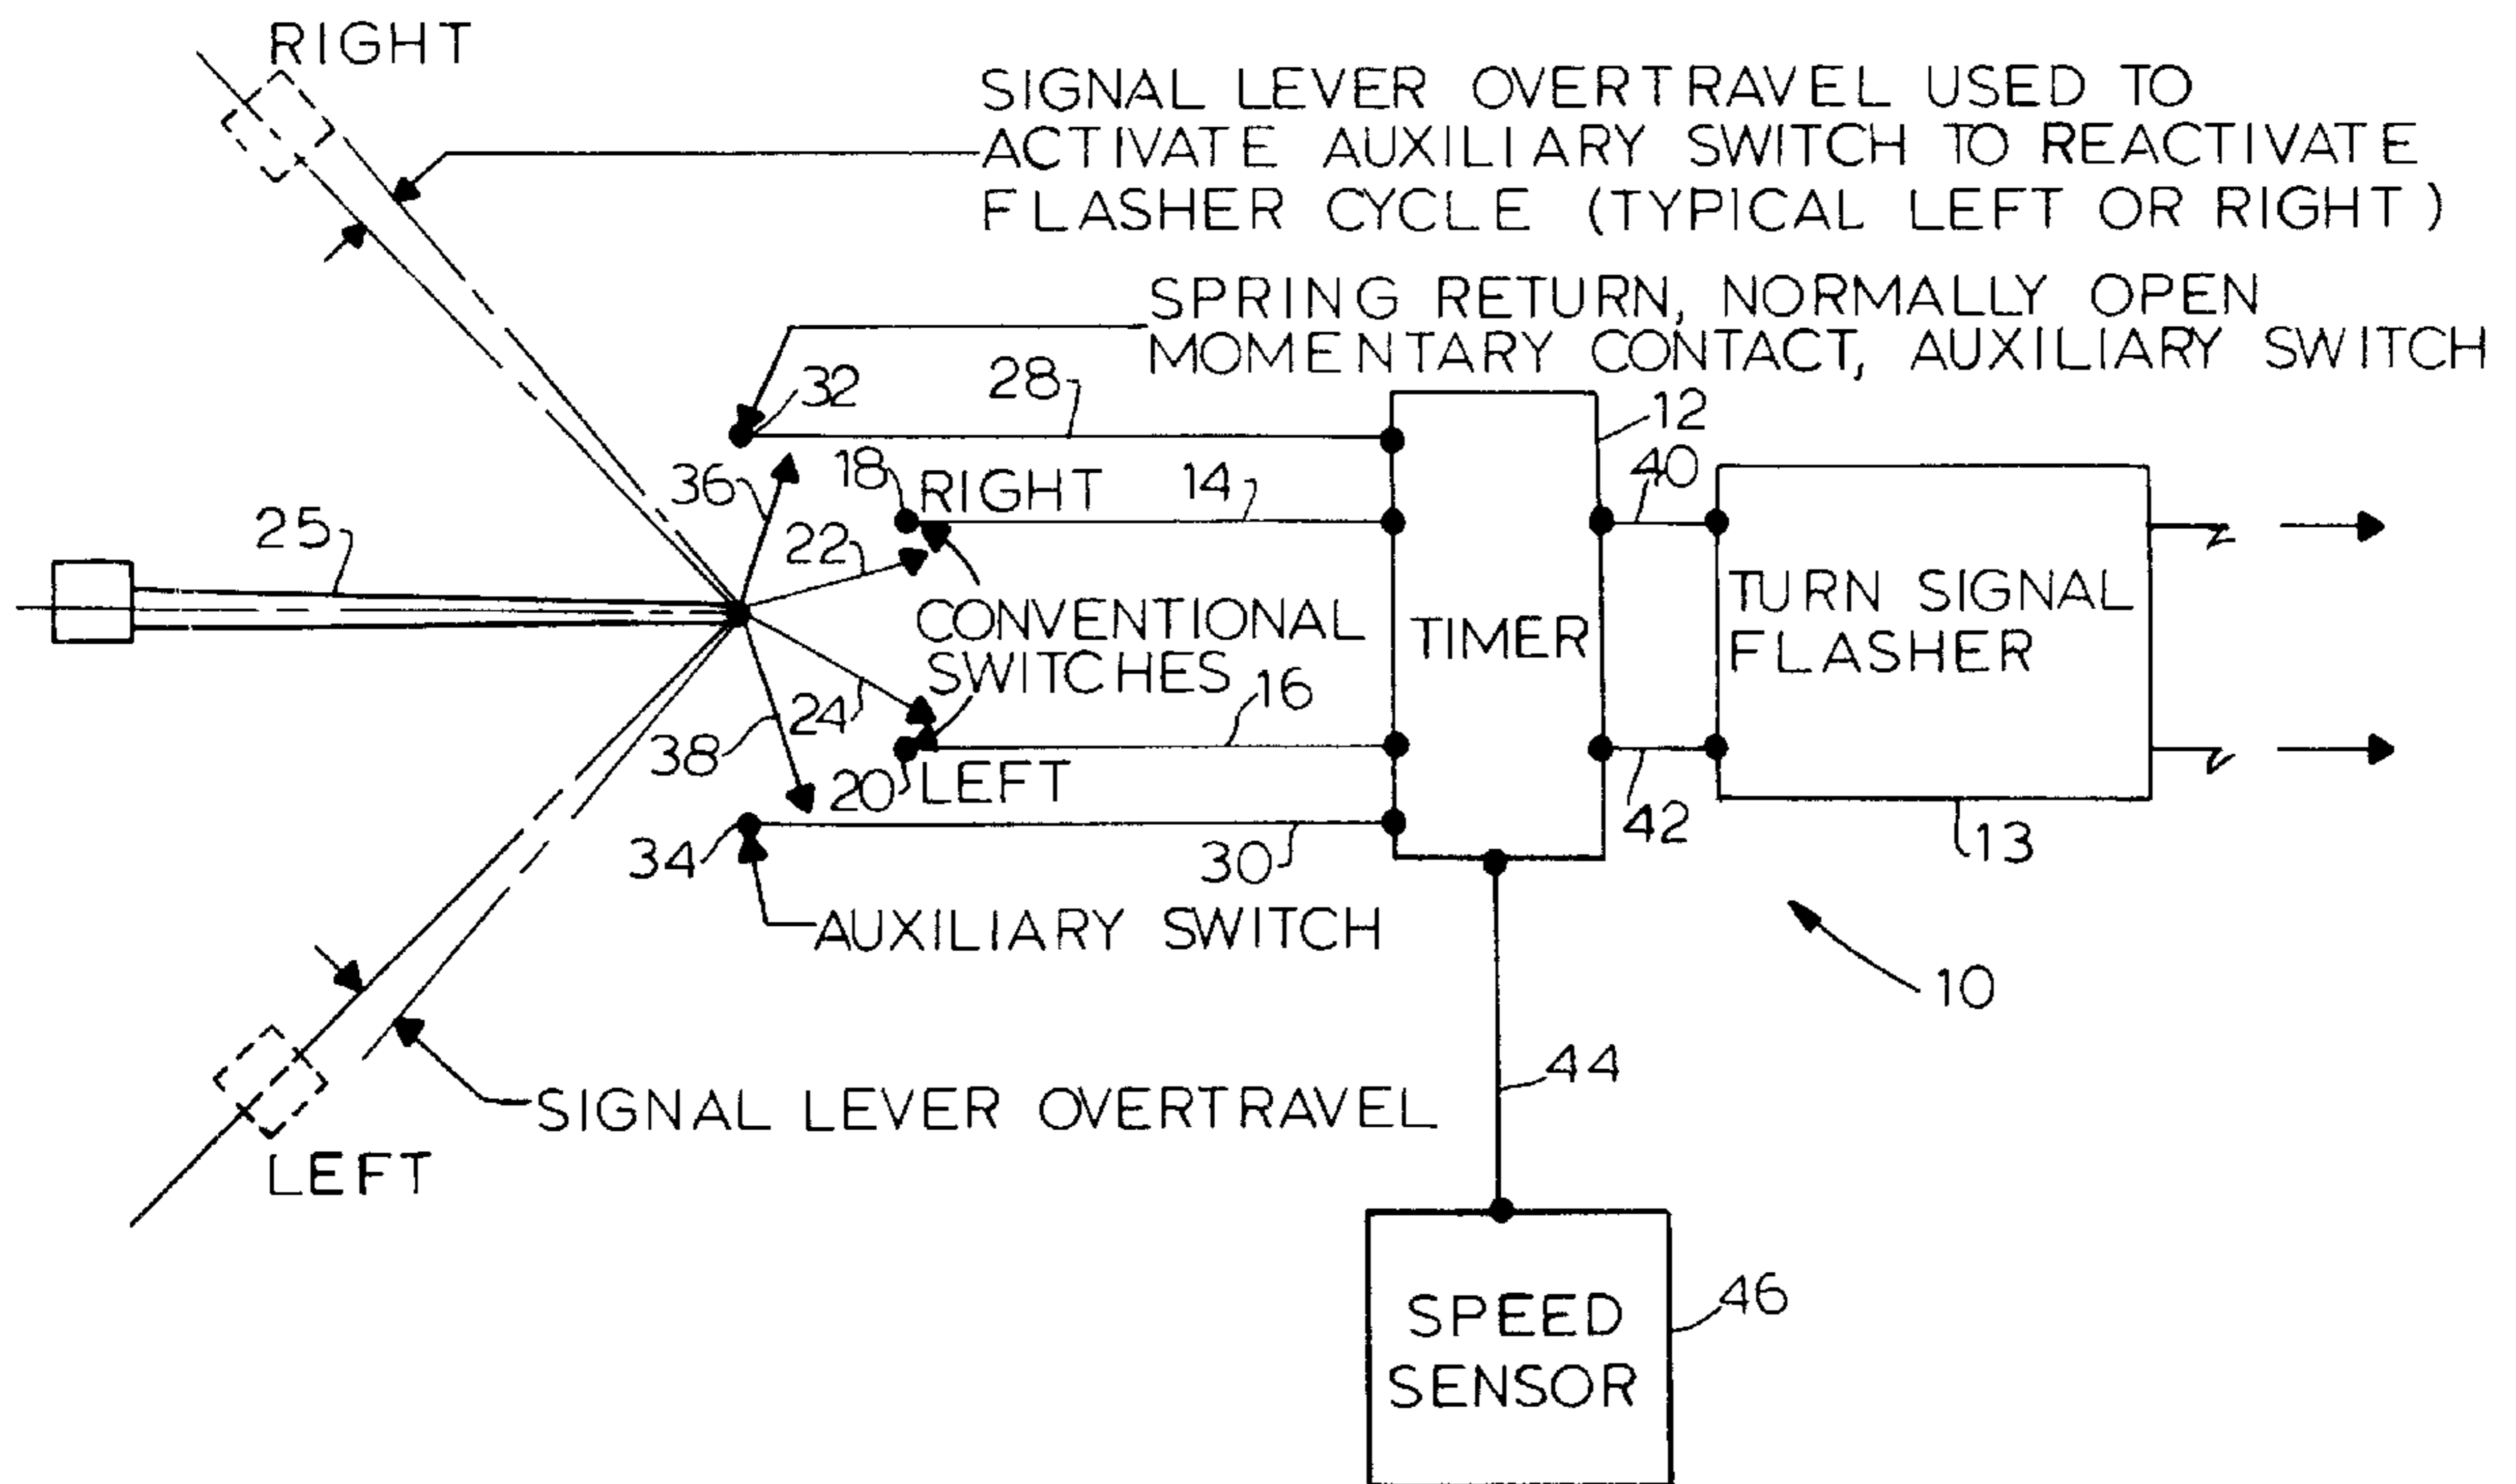 RIGHT
SIGNAL LEVER OVERTRAVEL USED TO
ACTIVATE AUXILIARY SWITCH TO REACTIVATE
FLASHER CYCLE (TYPICAL LEFT OR RIGHT)
SPRING RETURN, NORMALLY OPEN
MOMENTARY CONTACT, AUXILIARY SWITCH
32
28
12
36
18
RIGHT
14
40
25
22
CONVENTIONAL
SWITCHES
TIMER
TURN SIGNAL
FLASHER
24
16
38
20
LEFT
34
30
42
13
AUXILIARY SWITCH
10
44
SIGNAL LEVER OVERTRAVEL
LEFT
46
SPEED
SENSOR